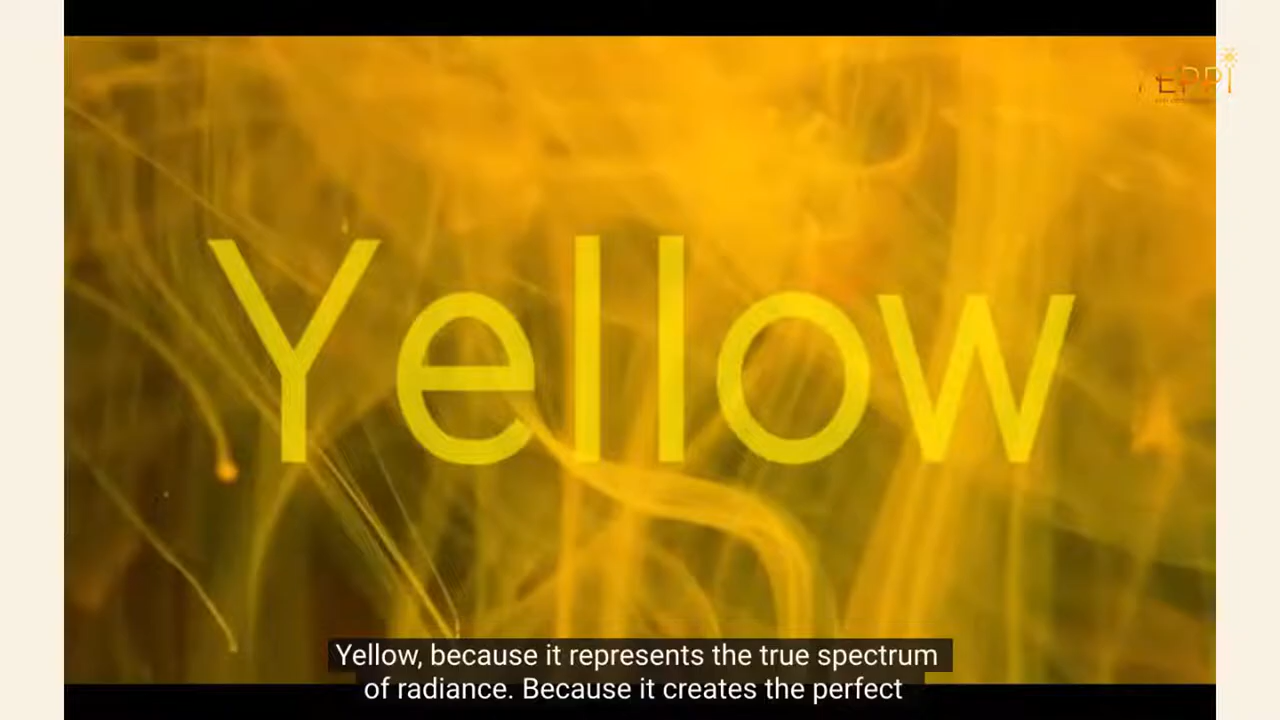 Yellow
Yellow, because it represents the true spectrum
of radiance. Because it creates the perfect